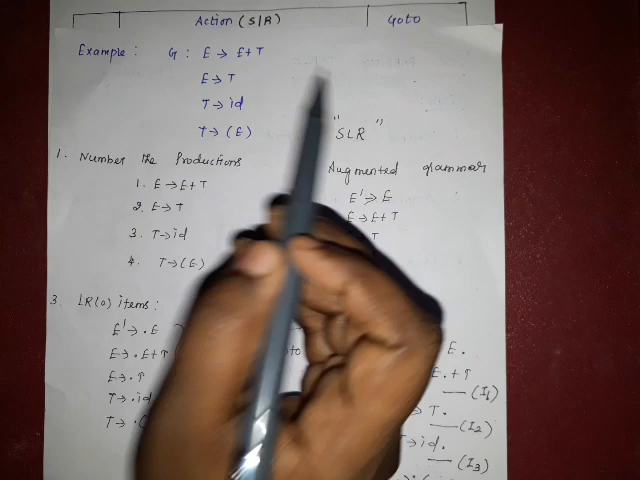 Action (S|R) Goto
Example : G : E → E+T
E → T
T → id
T → (E)
"SLR"
1. Number the Productions
1. E → E+T
2. E → T
3. T → id
4. T → (E)
Augmented grammar
E' → E
E → E+T
T
3. LR(0) items :
E' → .E
E → .E+T
E → .T
T → .id
T → .(
E.
E.+T
(I1)
T.
(I2)
T → id.
(I3)